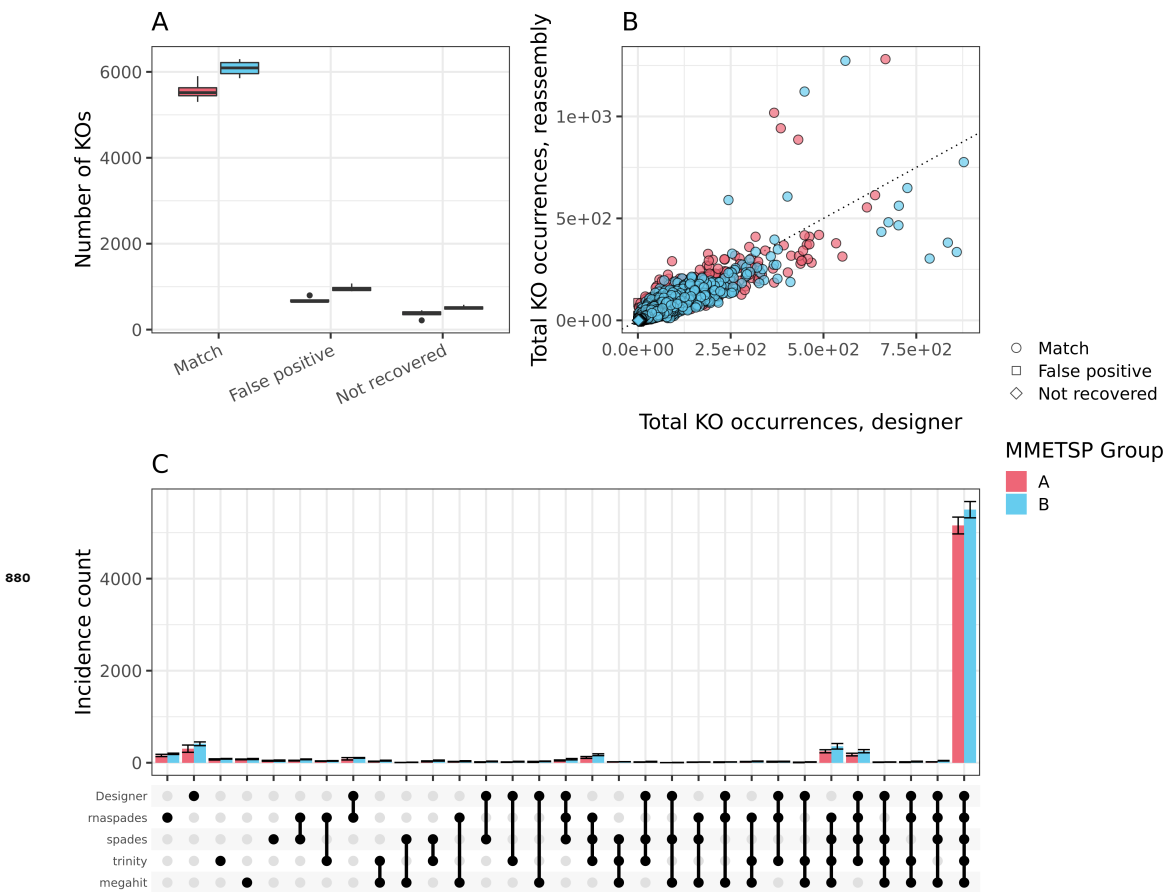 A
Number of KOs
6000
4000
2000
0
Match
False positive
Not recovered
B
Total KO occurrences, reassembly
1e+03
5e+02
0e+00
0.0e+00 2.5e+02 5.0e+02 7.5e+02
Total KO occurrences, designer
Match
False positive
Not recovered
MMETSP Group
A
B
C
880
Incidence count
4000
2000
0
Designer
rnaspades
spades
trinity
megahit